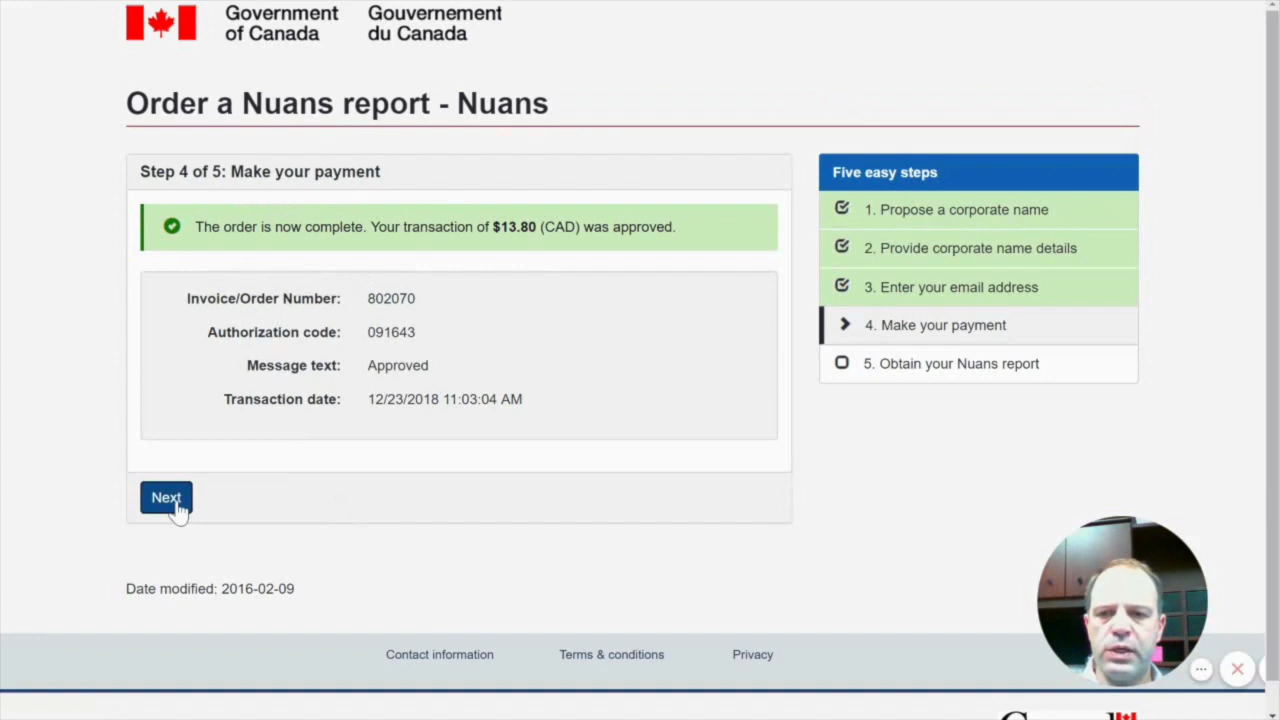 Government of Canada
Gouvernement du Canada
Order a Nuans report - Nuans
Step 4 of 5: Make your payment
The order is now complete. Your transaction of $13.80 (CAD) was approved.
Invoice/Order Number: 802070
Authorization code: 091643
Message text: Approved
Transaction date: 12/23/2018 11:03:04 AM
Next
Five easy steps
1. Propose a corporate name
2. Provide corporate name details
3. Enter your email address
4. Make your payment
5. Obtain your Nuans report
Date modified: 2016-02-09
Contact information
Terms & conditions
Privacy